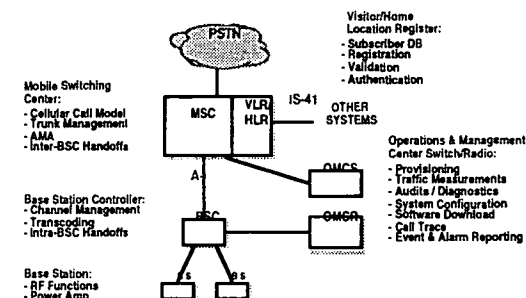 Visitor/Home
Location Register:
- Subscriber DB
- Registration
- Validation
- Authentication
PSTN
Mobile Switching
Center:
- Cellular Call Model
- Trunk Management
- AMA
- Inter-BSC Handoffs
MSC
VLR/
HLR
IS-41
OTHER
SYSTEMS
Operations & Management
Center Switch/Radio:
- Provisioning
- Traffic Measurements
- Audits / Diagnostics
- System Configuration
- Software Download
- Call Trace
- Event & Alarm Reporting
OMCS
A-
Base Station Controller:
- Channel Management
- Transcoding
- Intra-BSC Handoffs
BSC
OMCR
Base Station:
- RF Functions
- Power Amp